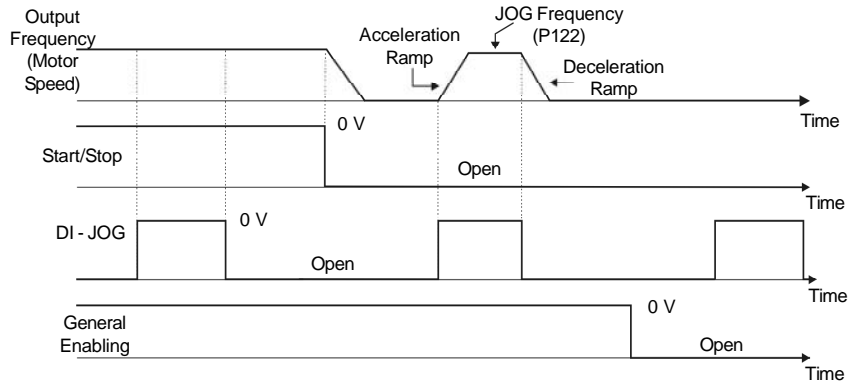 Output
Frequency
(Motor
Speed)
Acceleration
Ramp
JOG Frequency
(P122)
Deceleration
Ramp
Time
Start/Stop
0 V
Open
Time
DI - JOG
0 V
Open
Time
General
Enabling
0 V
Open
Time